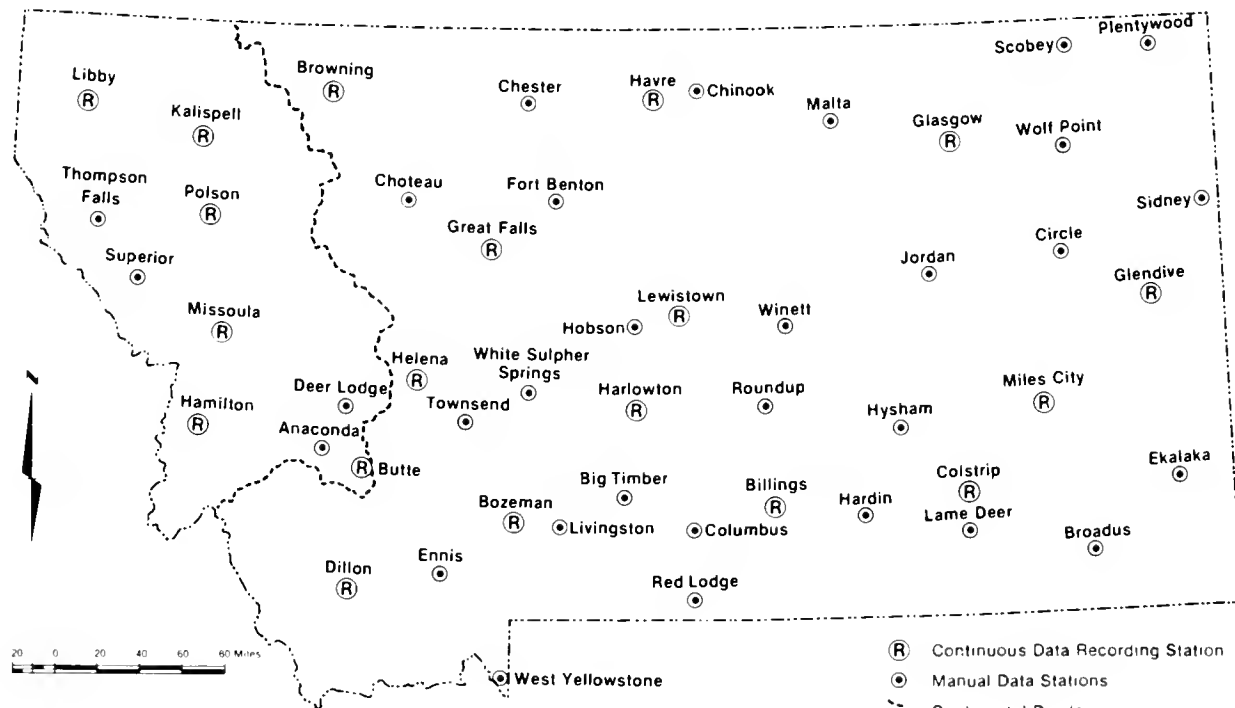 Plentywood
Scobey
Libby
Browning
Havre
Chester
Chinook
Kalispell
Malta
Glasgow
Wolf Point
Thompson
Falls
Polson
Choteau
Fort Benton
Sidney
Great Falls
Circle
Superior
Jordan
Glendive
Missoula
Lewistown
Winett
Hobson
Helena
White Sulpher
Springs
Miles City
Deer Lodge
Harlowton
Roundup
Hamilton
Townsend
Hysham
Anaconda
Butte
Ekalaka
Big Timber
Billings
Colstrip
Bozeman
Hardin
Lame Deer
Livingston
Columbus
Broadus
Ennis
Dillon
Red Lodge
20 0 20 40 60 Miles
West Yellowstone
R Continuous Data Recording Station
Manual Data Stations